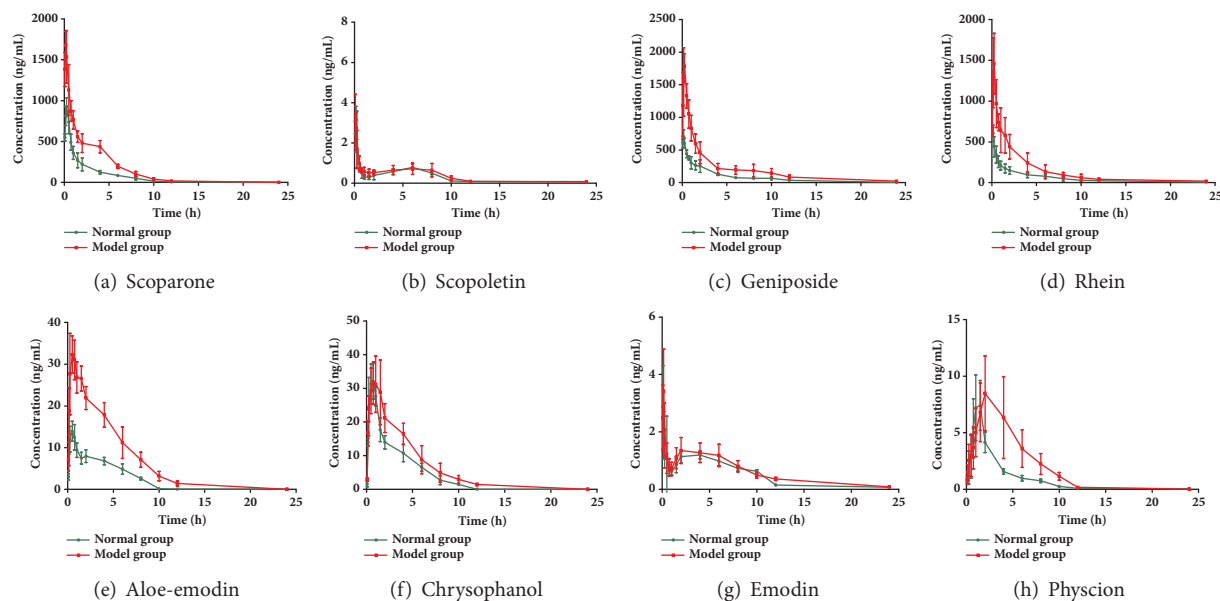 2000
1500
1000
500
0
Concentration (ng/mL)
0 5 10 15 20 25
Time (h)
Normal group
Model group
(a) Scoparone
8
6
4
2
0
Concentration (ng/mL)
0 5 10 15 20 25
Time (h)
Normal group
Model group
(b) Scopoletin
2500
2000
1500
1000
500
0
Concentration (ng/mL)
0 5 10 15 20 25
Time (h)
Normal group
Model group
(c) Geniposide
2000
1500
1000
500
0
Concentration (ng/mL)
0 5 10 15 20 25
Time (h)
Normal group
Model group
(d) Rhein
40
30
20
10
0
Concentration (ng/mL)
0 5 10 15 20 25
Time (h)
Normal group
Model group
(e) Aloe-emodin
50
40
30
20
10
0
Concentration (ng/mL)
0 5 10 15 20 25
Time (h)
Normal group
Model group
(f) Chrysophanol
6
4
2
0
Concentration (ng/mL)
0 5 10 15 20 25
Time (h)
Normal group
Model group
(g) Emodin
15
10
5
0
Concentration (ng/mL)
0 5 10 15 20 25
Time (h)
Normal group
Model group
(h) Physcion